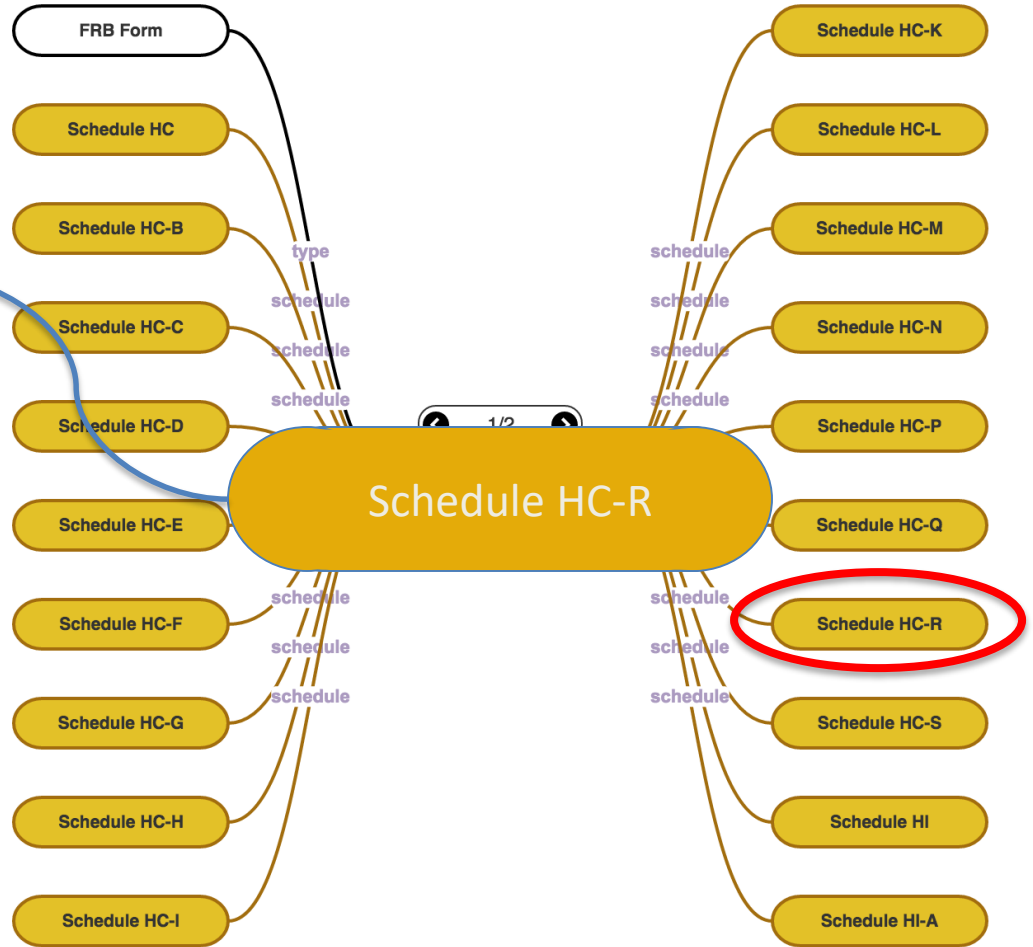 FRB Form
Schedule HC
Schedule HC-B
Schedule HC-C
Schedule HC-D
Schedule HC-E
Schedule HC-F
Schedule HC-G
Schedule HC-H
Schedule HC-I
type
schedule
schedule
schedule
schedule
schedule
schedule
1/2
Schedule HC-R
schedule
schedule
schedule
schedule
schedule
schedule
schedule
Schedule HC-K
Schedule HC-L
Schedule HC-M
Schedule HC-N
Schedule HC-P
Schedule HC-Q
Schedule HC-R
Schedule HC-S
Schedule HI
Schedule HI-A